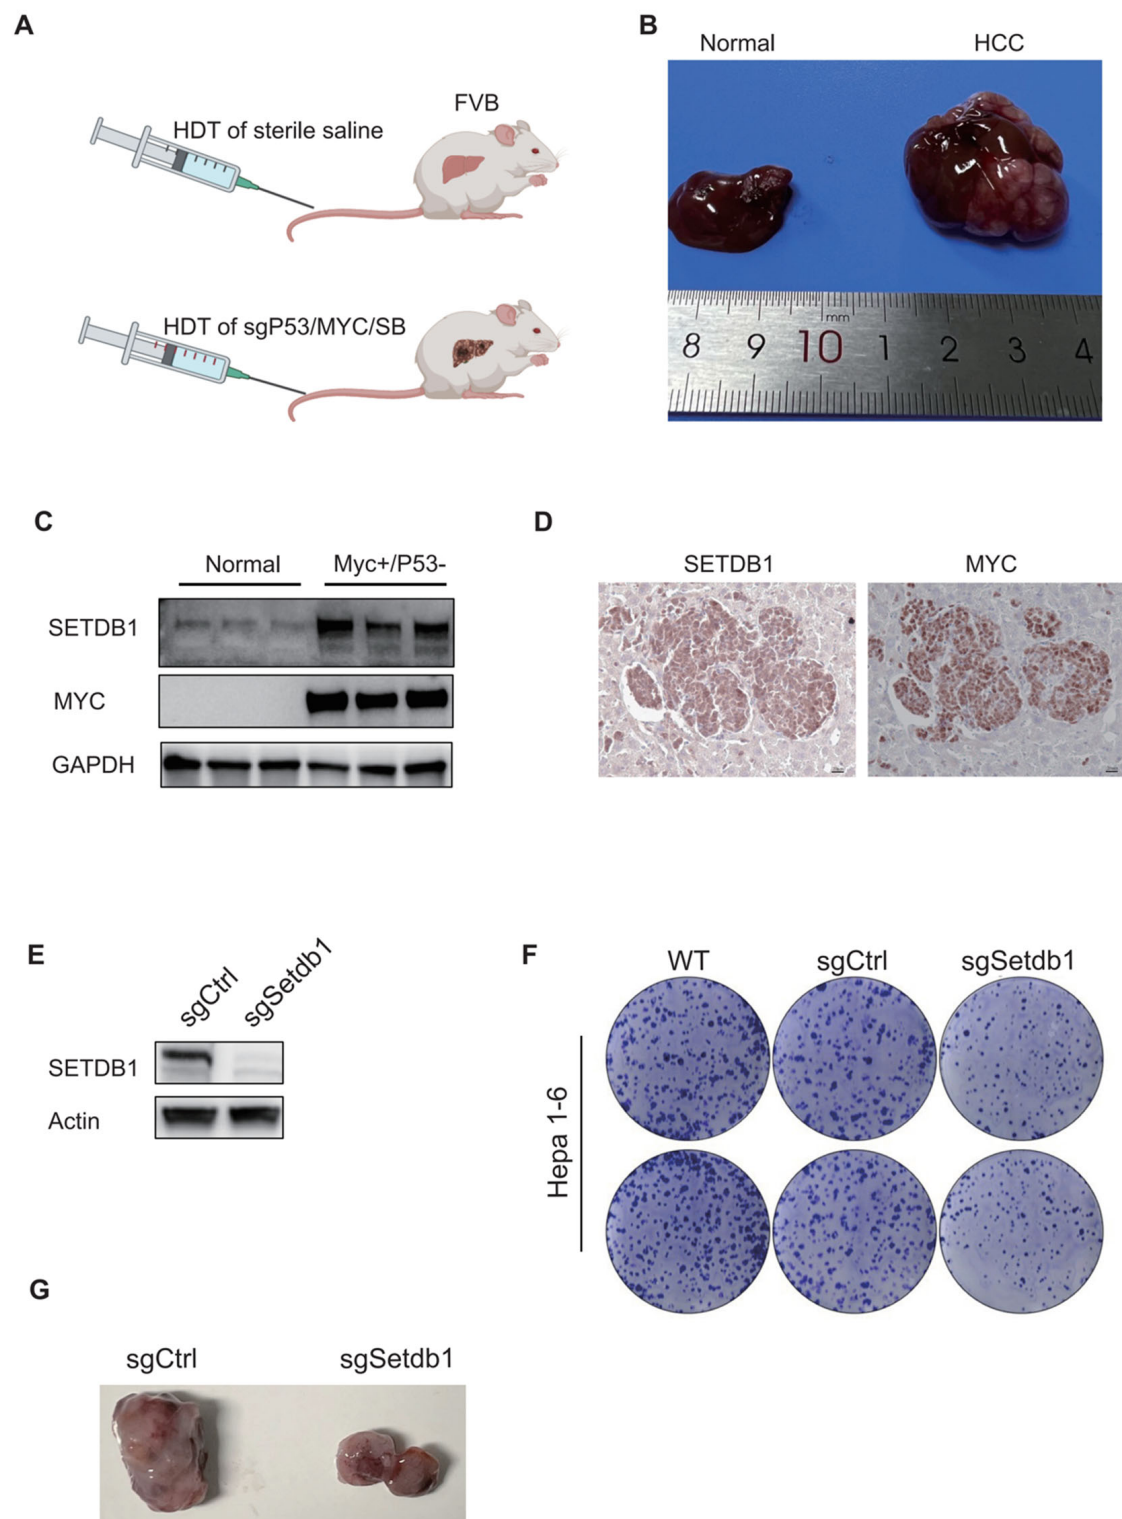 A
HDT of sterile saline
FVB
HDT of sgP53/MYC/SB
B
Normal HCC
mm
8 9 10 1 2 3 4
C
Normal Myc+/P53-
SETDB1
MYC
GAPDH
D
SETDB1 MYC
E
sgCtrl sgSetdb1
SETDB1
Actin
F
WT sgCtrl sgSetdb1
Hepa 1-6
G
sgCtrl sgSetdb1